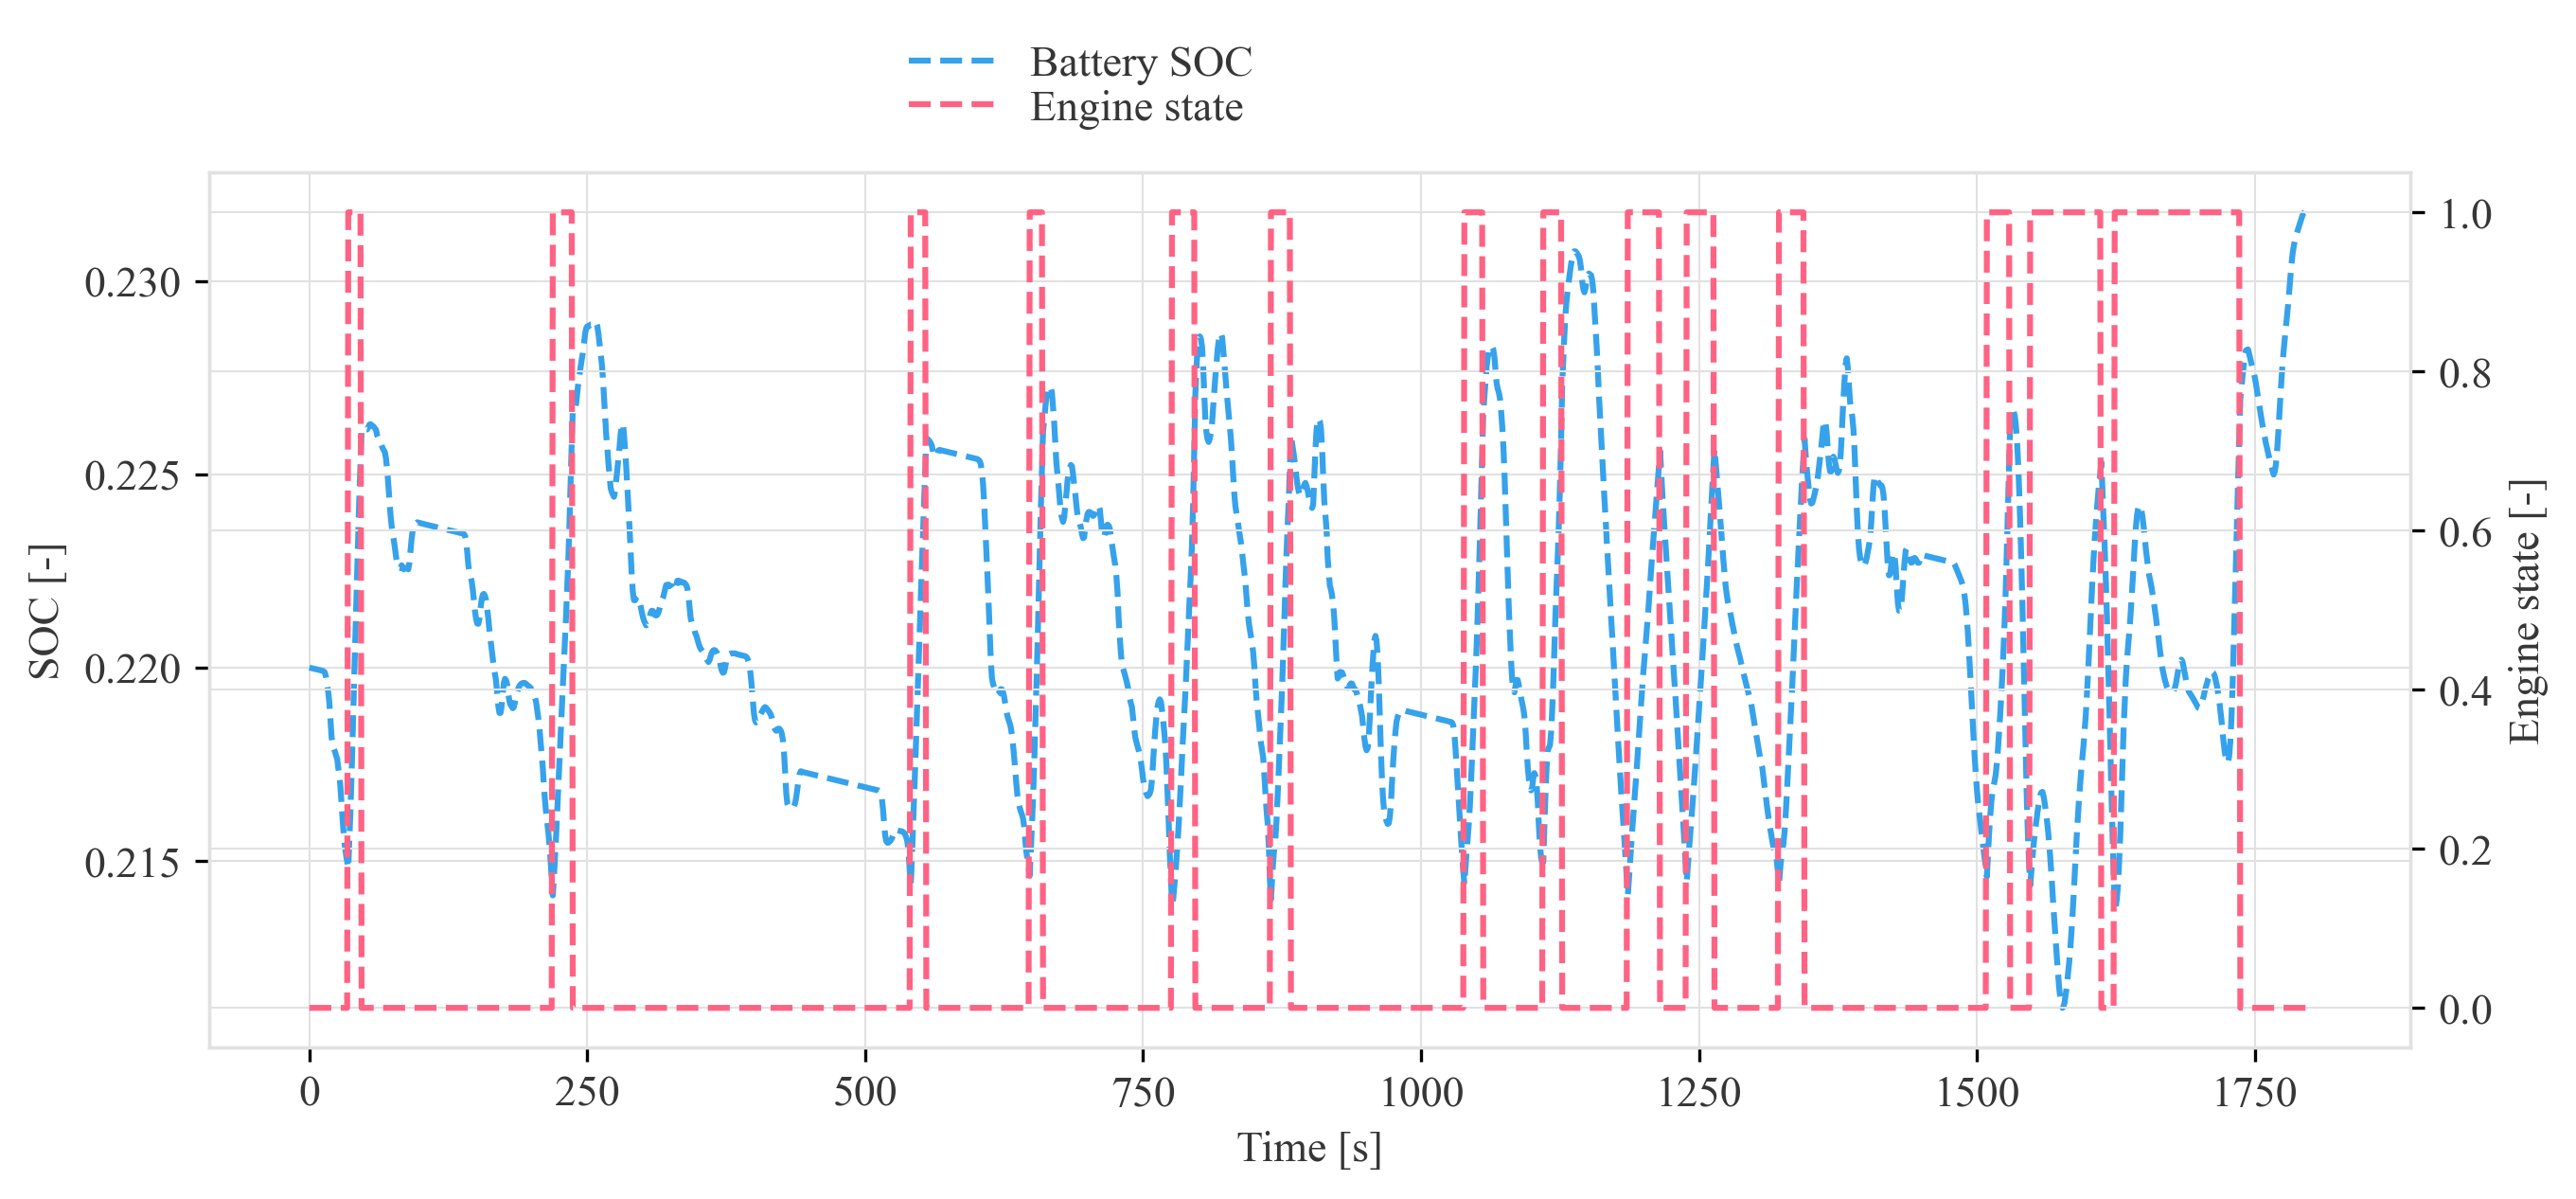 Battery SOC
Engine state
0.230
0.225
0.220
0.215
SOC [-]
1.0
0.8
0.6
0.4
0.2
0.0
Engine state [-]
0 250 500 750 1000 1250 1500 1750
Time [s]